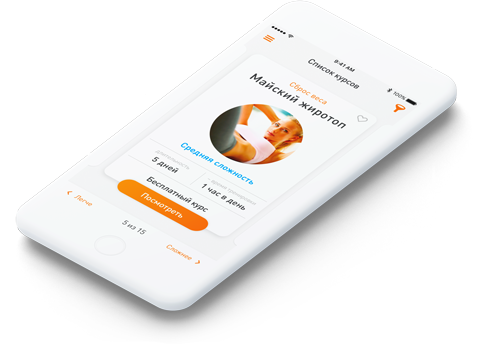 9:41 AM
100%
Список курсов
Сброс веса
Майский жиротоп
Средняя сложность
5 дней
1 час в день
Бесплатный курс
Посмотреть
Легче
5 из 15
Сложнее